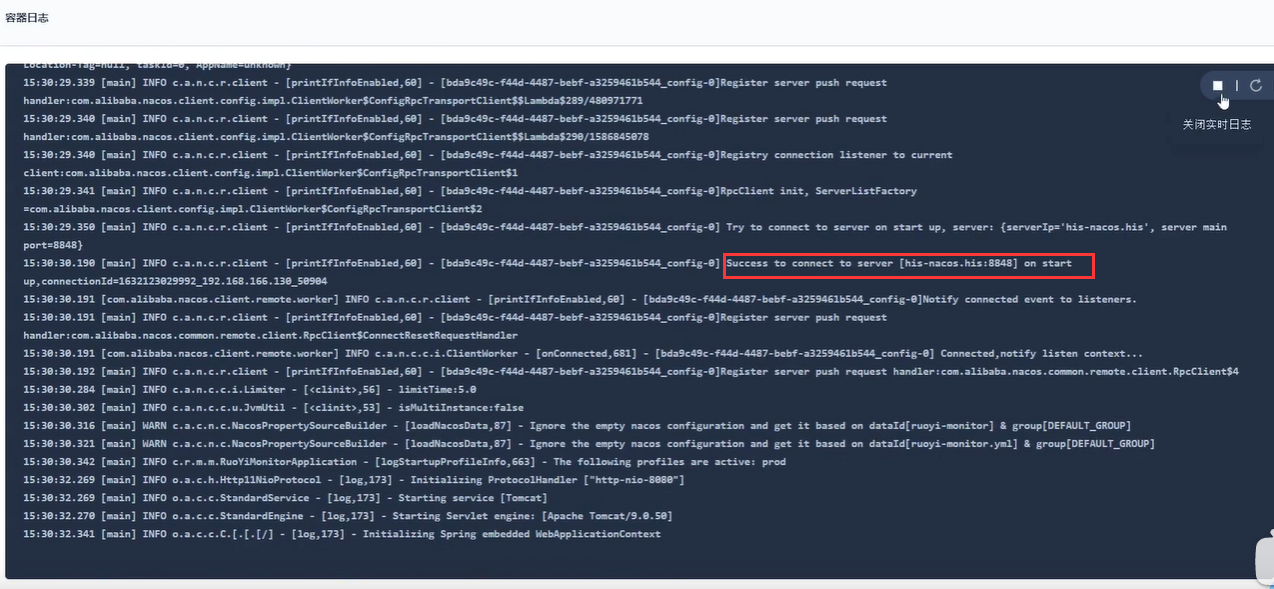 容器日志
Location-Tag=null, taskId=0, AppName=unknown}
15:30:29.339 [main] INFO c.a.n.c.r.client - [printIfInfoEnabled,60] - [bda9c49c-f44d-4487-bebf-a3259461b544_config-0]Register server push request
handler:com.alibaba.nacos.client.config.impl.ClientWorker$ConfigRpcTransportClient$$Lambda$289/480971771
15:30:29.340 [main] INFO c.a.n.c.r.client - [printIfInfoEnabled,60] - [bda9c49c-f44d-4487-bebf-a3259461b544_config-0]Register server push request
handler:com.alibaba.nacos.client.config.impl.ClientWorker$ConfigRpcTransportClient$$Lambda$290/1586845078
关闭实时日志
15:30:29.340 [main] INFO c.a.n.c.r.client - [printIfInfoEnabled,60] - [bda9c49c-f44d-4487-bebf-a3259461b544_config-0]Registry connection listener to current
client:com.alibaba.nacos.client.config.impl.ClientWorker$ConfigRpcTransportClient$1
15:30:29.341 [main] INFO c.a.n.c.r.client - [printIfInfoEnabled,60] - [bda9c49c-f44d-4487-bebf-a3259461b544_config-0]RpcClient init, ServerListFactory
=com.alibaba.nacos.client.config.impl.ClientWorker$ConfigRpcTransportClient$2
15:30:29.350 [main] INFO c.a.n.c.r.client - [printIfInfoEnabled,60] - [bda9c49c-f44d-4487-bebf-a3259461b544_config-0] Try to connect to server on start up, server: {serverIp='his-nacos.his', server main
port=8848}
15:30:30.190 [main] INFO c.a.n.c.r.client - [printIfInfoEnabled,60] - [bda9c49c-f44d-4487-bebf-a3259461b544_config-0] Success to connect to server [his-nacos.his:8848] on start
up,connectionId=1632123029992_192.168.166.130_50904
15:30:30.191 [com.alibaba.nacos.client.remote.worker] INFO c.a.n.c.r.client - [printIfInfoEnabled,60] - [bda9c49c-f44d-4487-bebf-a3259461b544_config-0]Notify connected event to listeners.
15:30:30.191 [main] INFO c.a.n.c.r.client - [printIfInfoEnabled,60] - [bda9c49c-f44d-4487-bebf-a3259461b544_config-0]Register server push request
handler:com.alibaba.nacos.common.remote.client.RpcClient$ConnectResetRequestHandler
15:30:30.191 [com.alibaba.nacos.client.remote.worker] INFO c.a.n.c.c.i.ClientWorker - [onConnected,681] - [bda9c49c-f44d-4487-bebf-a3259461b544_config-0] Connected,notify listen context...
15:30:30.192 [main] INFO c.a.n.c.r.client - [printIfInfoEnabled,60] - [bda9c49c-f44d-4487-bebf-a3259461b544_config-0]Register server push request handler:com.alibaba.nacos.common.remote.client.RpcClient$4
15:30:30.284 [main] INFO c.a.n.c.c.i.Limiter - [<clinit>,56] - limitTime:5.0
15:30:30.302 [main] INFO c.a.n.c.c.u.JvmUtil - [<clinit>,53] - isMultiInstance:false
15:30:30.316 [main] WARN c.a.c.n.c.NacosPropertySourceBuilder - [loadNacosData,87] - Ignore the empty nacos configuration and get it based on dataId[ruoyi-monitor] & group[DEFAULT_GROUP]
15:30:30.321 [main] WARN c.a.c.n.c.NacosPropertySourceBuilder - [loadNacosData,87] - Ignore the empty nacos configuration and get it based on dataId[ruoyi-monitor.yml] & group[DEFAULT_GROUP]
15:30:30.342 [main] INFO c.r.m.m.RuoYiMonitorApplication - [logStartupProfileInfo,663] - The following profiles are active: prod
15:30:32.269 [main] INFO o.a.c.h.Http11NioProtocol - [log,173] - Initializing ProtocolHandler ["http-nio-8080"]
15:30:32.269 [main] INFO o.a.c.c.StandardService - [log,173] - Starting service [Tomcat]
15:30:32.270 [main] INFO o.a.c.c.StandardEngine - [log,173] - Starting Servlet engine: [Apache Tomcat/9.0.50]
15:30:32.341 [main] INFO o.a.c.c.C.[.[.[/] - [log,173] - Initializing Spring embedded WebApplicationContext